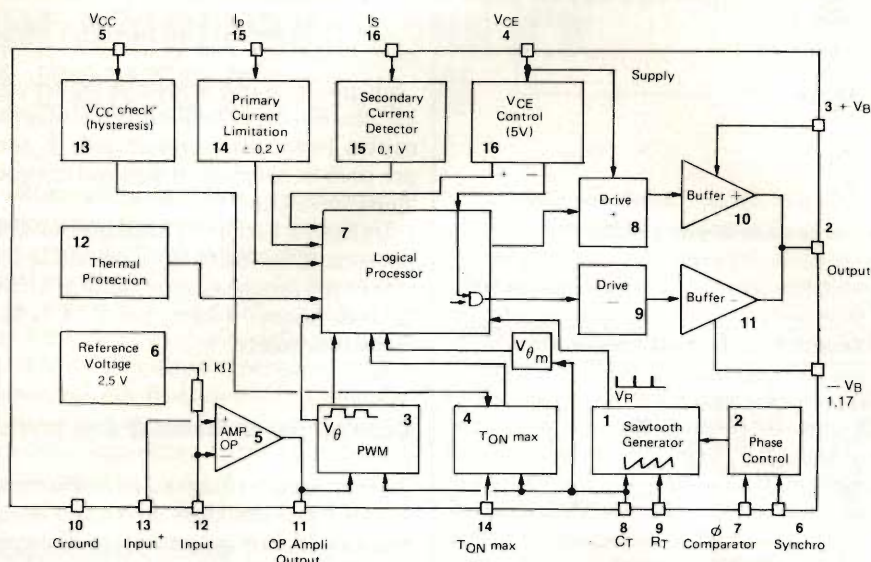 VCC
5
Ip
15
IS
16
VCE
4
Supply
3 + VB
VCC check
(hysteresis)
13
Primary
Current
Limitation
14 ± 0.2 V
Secondary
Current
Detector
15 0.1 V
VCE
Control
(5V)
16
+ −
7
Logical
Processor
Drive
+
8
Buffer +
10
2
Output
12
Thermal
Protection
Drive
−
9
Buffer -
11
6
Reference
Voltage
2,5 V
1 kΩ
Vθm
− VB
1,17
+
AMP.
OP
−
5
Vθ
3
PWM
4
TON max
VR
1
Sawtooth
Generator
2
Phase
Control
10
Ground
13
Input+
12
Input
11
OP Ampli
Output
14
TON max
8
CT
9
RT
ϕ 7
Comparator
6
Synchro